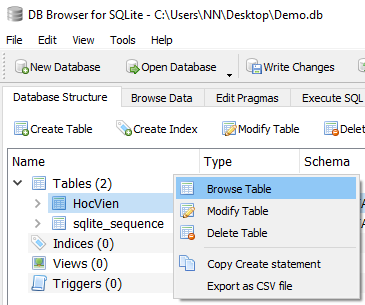 DB Browser for SQLite - C:\Users\NN\Desktop\Demo.db
File Edit View Tools Help
New Database Open Database Write Changes
Database Structure Browse Data Edit Pragmas Execute SQL
Create Table Create Index Modify Table Delet
Name Type Schema
Tables (2)
HocVien
Browse Table
sqlite_sequence
Modify Table
Indices (0)
Delete Table
Views (0)
Copy Create statement
Triggers (0)
Export as CSV file